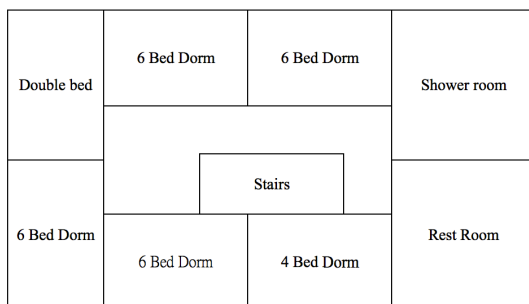 6 Bed Dorm
6 Bed Dorm
Double bed
Shower room
Stairs
6 Bed Dorm
Rest Room
6 Bed Dorm
4 Bed Dorm